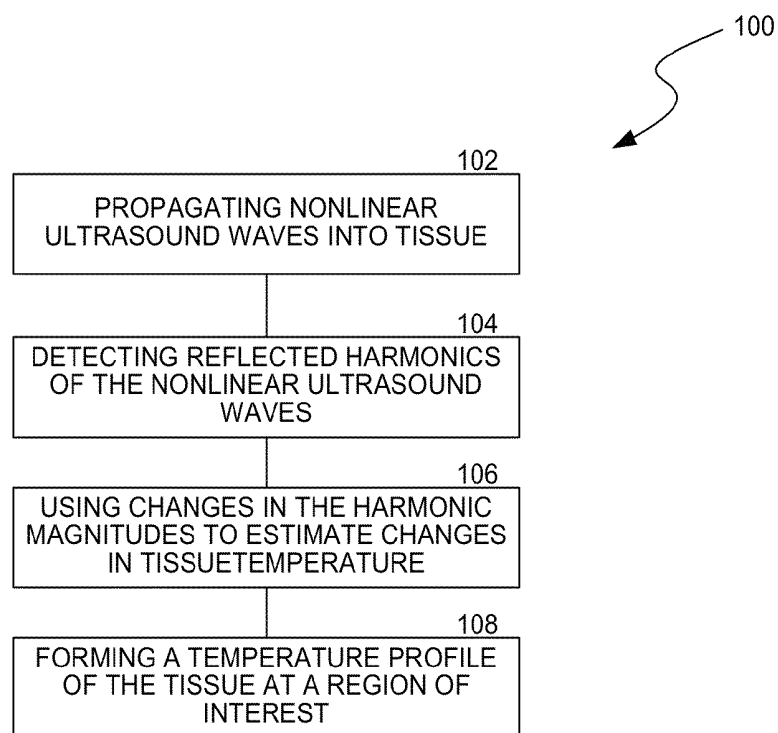 100
102
PROPAGATING NONLINEAR
ULTRASOUND WAVES INTO TISSUE
104
DETECTING REFLECTED HARMONICS
OF THE NONLINEAR ULTRASOUND
WAVES
106
USING CHANGES IN THE HARMONIC
MAGNITUDES TO ESTIMATE CHANGES
IN TISSUETEMPERATURE
108
FORMING A TEMPERATURE PROFILE
OF THE TISSUE AT A REGION OF
INTEREST